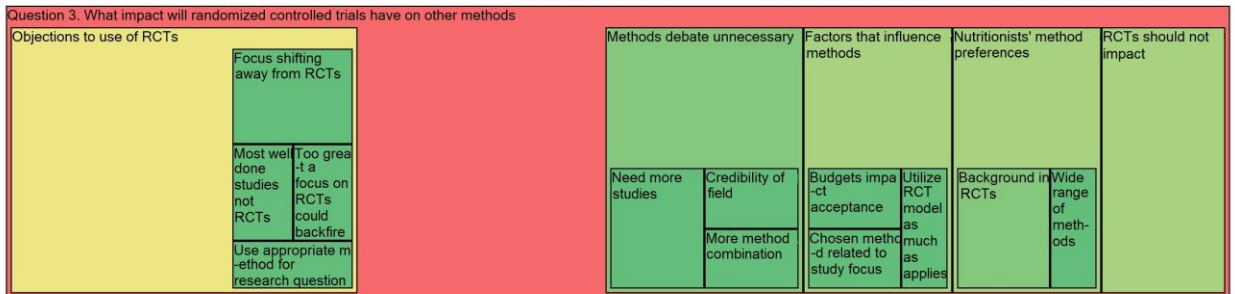 Question 3. What impact will randomized controlled trials have on other methods
Objections to use of RCTs
Focus shifting
away from RCTs
Most well
done
studies
not
RCTs
Too grea
-t a
focus on
RCTs
could
backfire
Use appropriate m
-ethod for
research question
Methods debate unnecessary
Need more
studies
Credibility of
field
More method
combination
Factors that influence
methods
Budgets impa
-ct
acceptance
Chosen metho
-d related to
study focus
Utilize
RCT
model
as
much
as
applies
Nutritionists' method
preferences
Background in
RCTs
Wide
range
of
meth-
ods
RCTs should not
impact